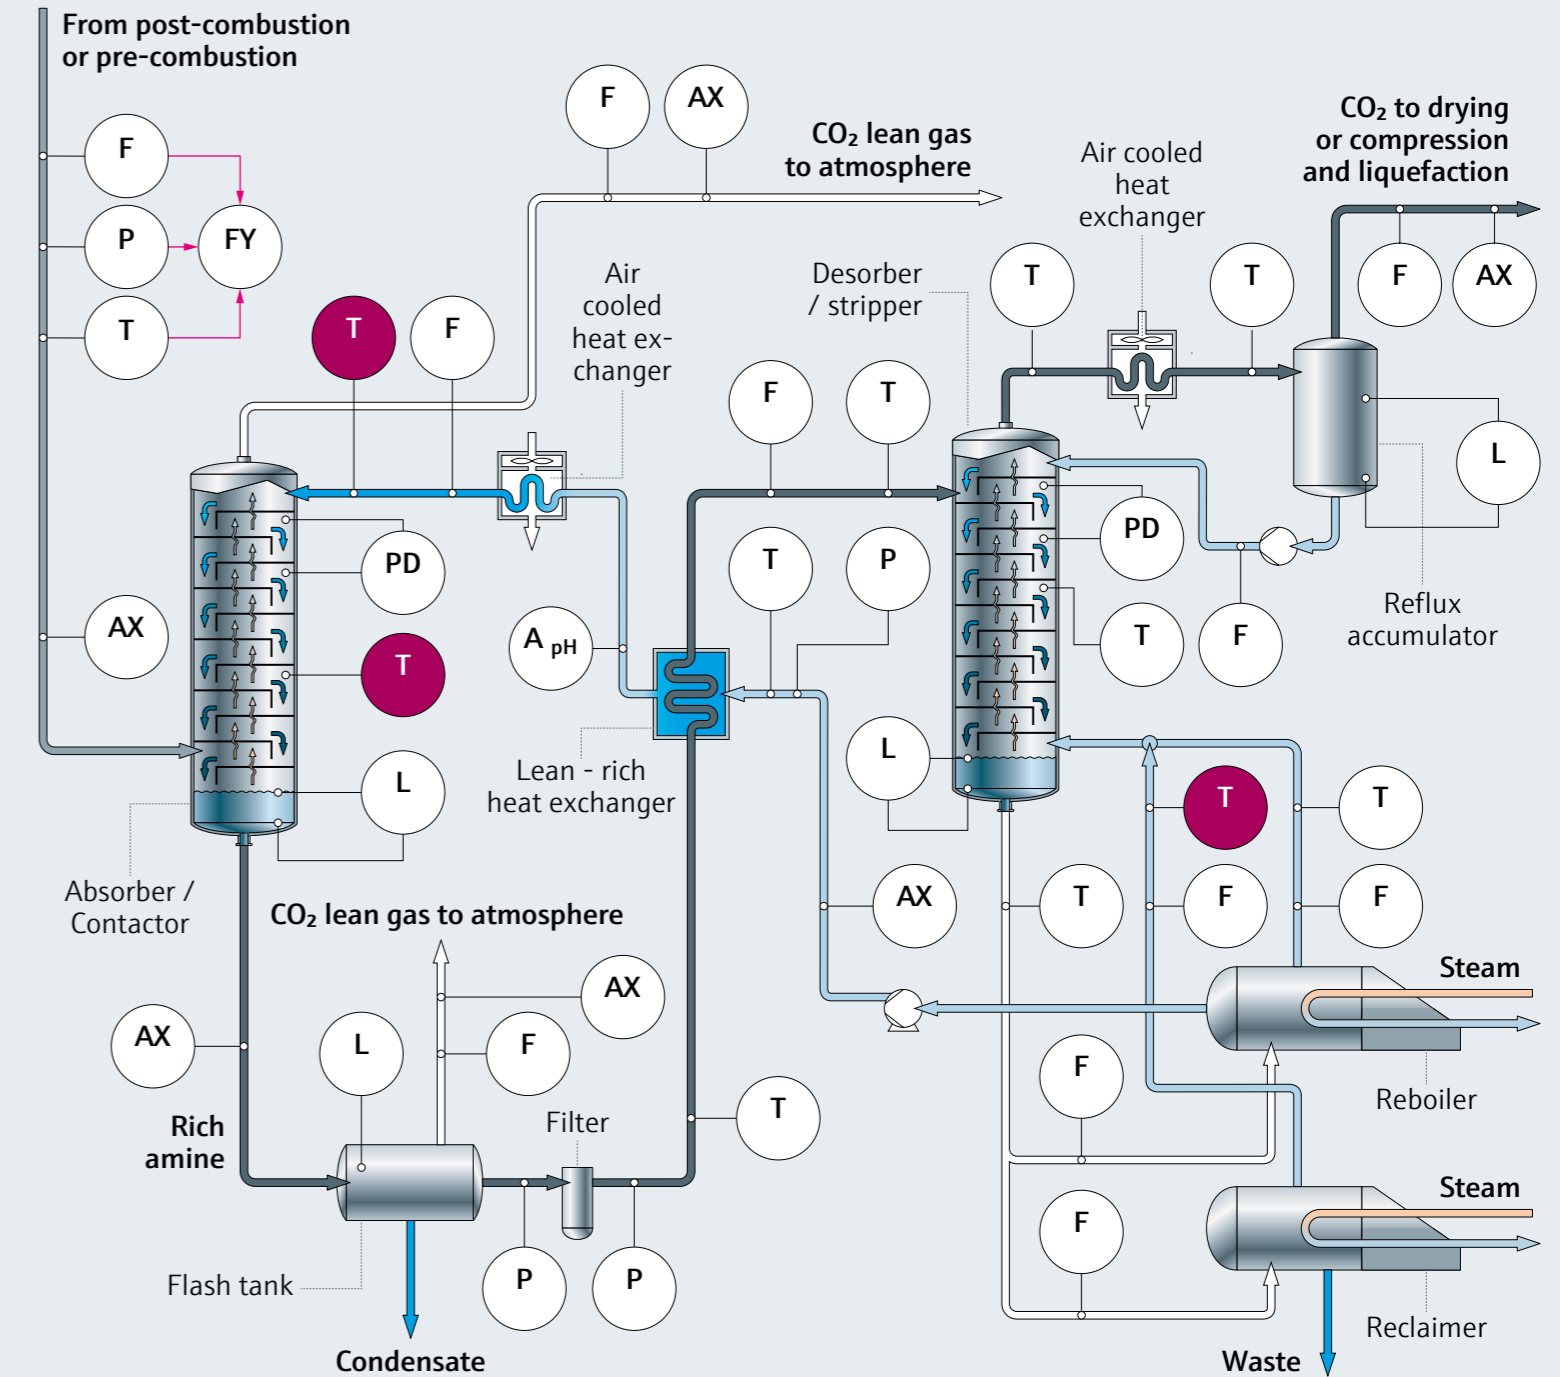 From post-combustion
or pre-combustion
F
P
T
FY
AX
F
AX
CO₂ lean gas
to atmosphere
CO₂ to drying
or compression
and liquefaction
Air cooled
heat
exchanger
Air
cooled
heat ex-
changer
Desorber
/ stripper
T
T
F
AX
T
F
F
T
L
PD
PD
T
P
T
F
Reflux
accumulator
A pH
T
L
L
Lean - rich
heat exchanger
T
T
Absorber /
Contactor
CO₂ lean gas to atmosphere
AX
T
F
F
AX
Steam
AX
L
F
F
Reboiler
T
Rich
amine
Filter
Steam
F
Flash tank
P
P
Reclaimer
Condensate
Waste